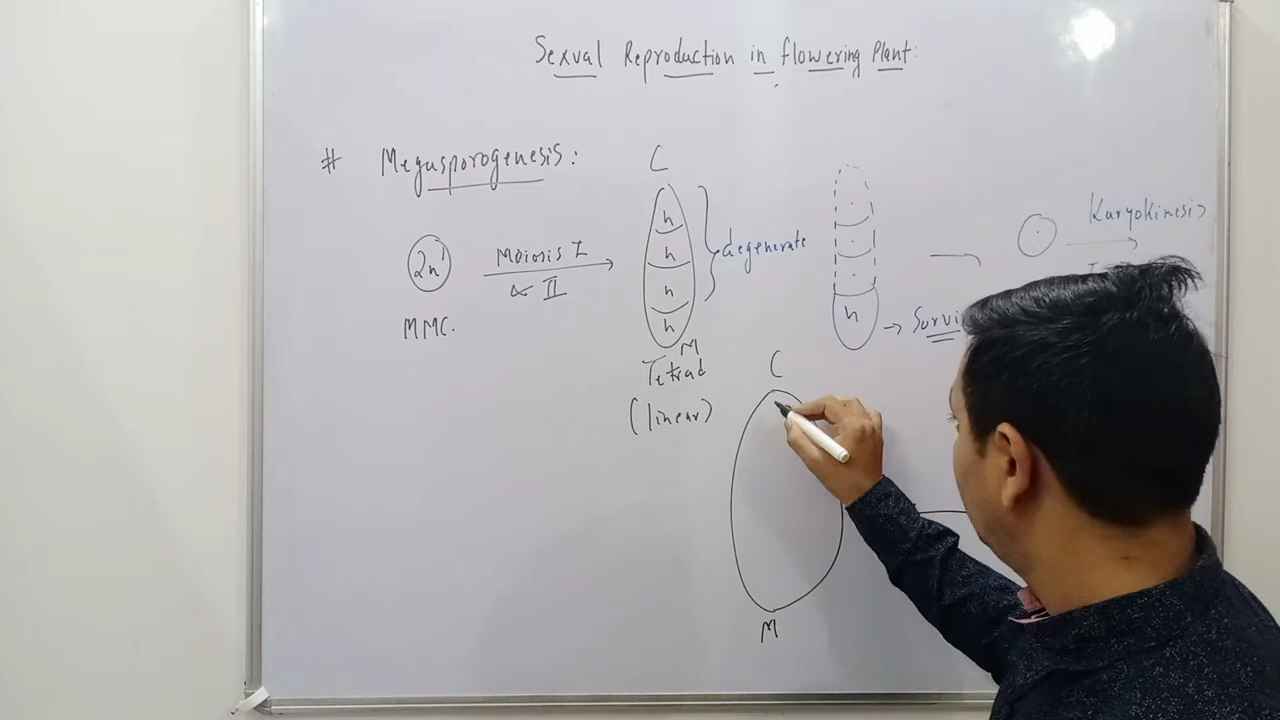 Sexual Reproduction in flowering Plant:
# Megasporogenesis:
C
n
n
n
n
M
degenerate
2n
Meiosis I
& II
MMC.
Tetrad
(linear)
n
→ Survi
Karyokinesis
C
M